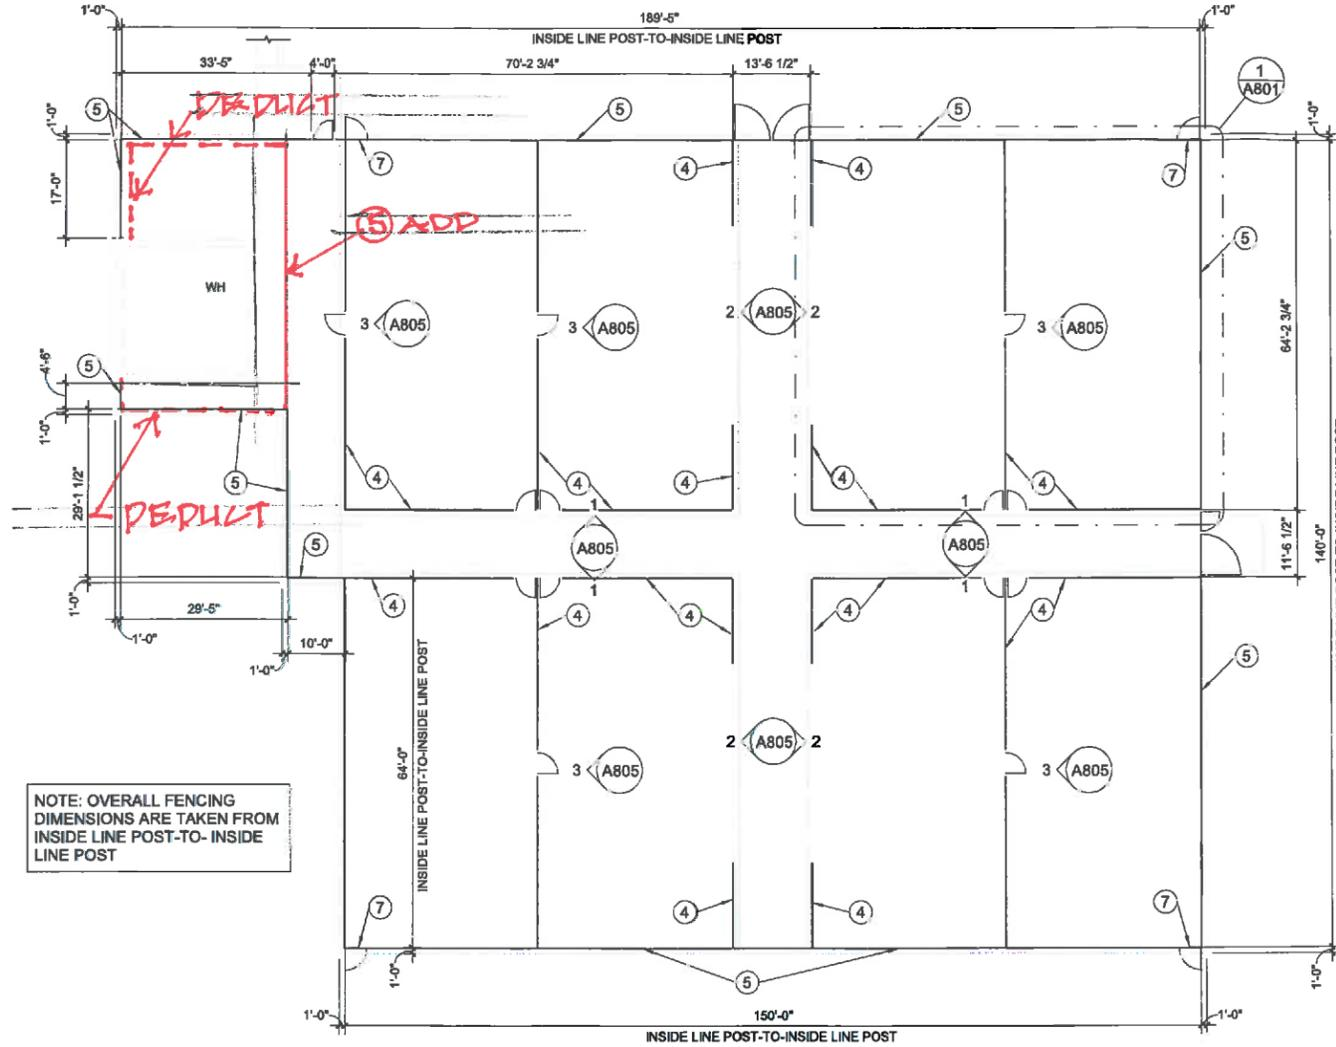 1'-0"
189'-5"
1'-0"
INSIDE LINE POST-TO-INSIDE LINE POST
33'-5"
4'-0"
70'-2 3/4"
13'-6 1/2"
1
A801
DEDUCT
5
5
5
1'-0"
1'-0"
7
4
4
7
17'-0"
5 ADD
5
WH
3 A805
3 A805
2 A805 2
3 A805
64'-2 3/4"
5
4'-6"
1'-0"
4
4
4
4
4
5
29'-1 1/2"
DEDUCT
1
1
5
A805
A805
11'-6 1/2"
140'-0"
1
1
1'-0"
29'-5"
4
4
4
4
4
1'-0"
10'-0"
1'-0"
5
INSIDE LINE POST-TO-INSIDE LINE POST
64'-0"
2 A805 2
3 A805
3 A805
NOTE: OVERALL FENCING
DIMENSIONS ARE TAKEN FROM
INSIDE LINE POST-TO- INSIDE
LINE POST
7
4
4
7
1'-0"
5
1'-0"
1'-0"
150'-0"
1'-0"
INSIDE LINE POST-TO-INSIDE LINE POST